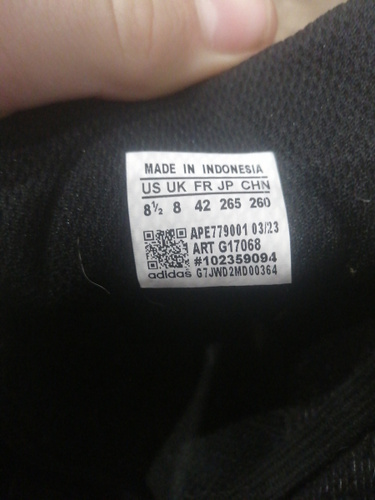 MADE IN INDONESIA
US UK FR JP CHN
8½ 8 42 265 260
APE779001 03/23
ART G17068
#102359094
adidas G7JWD2MD00364